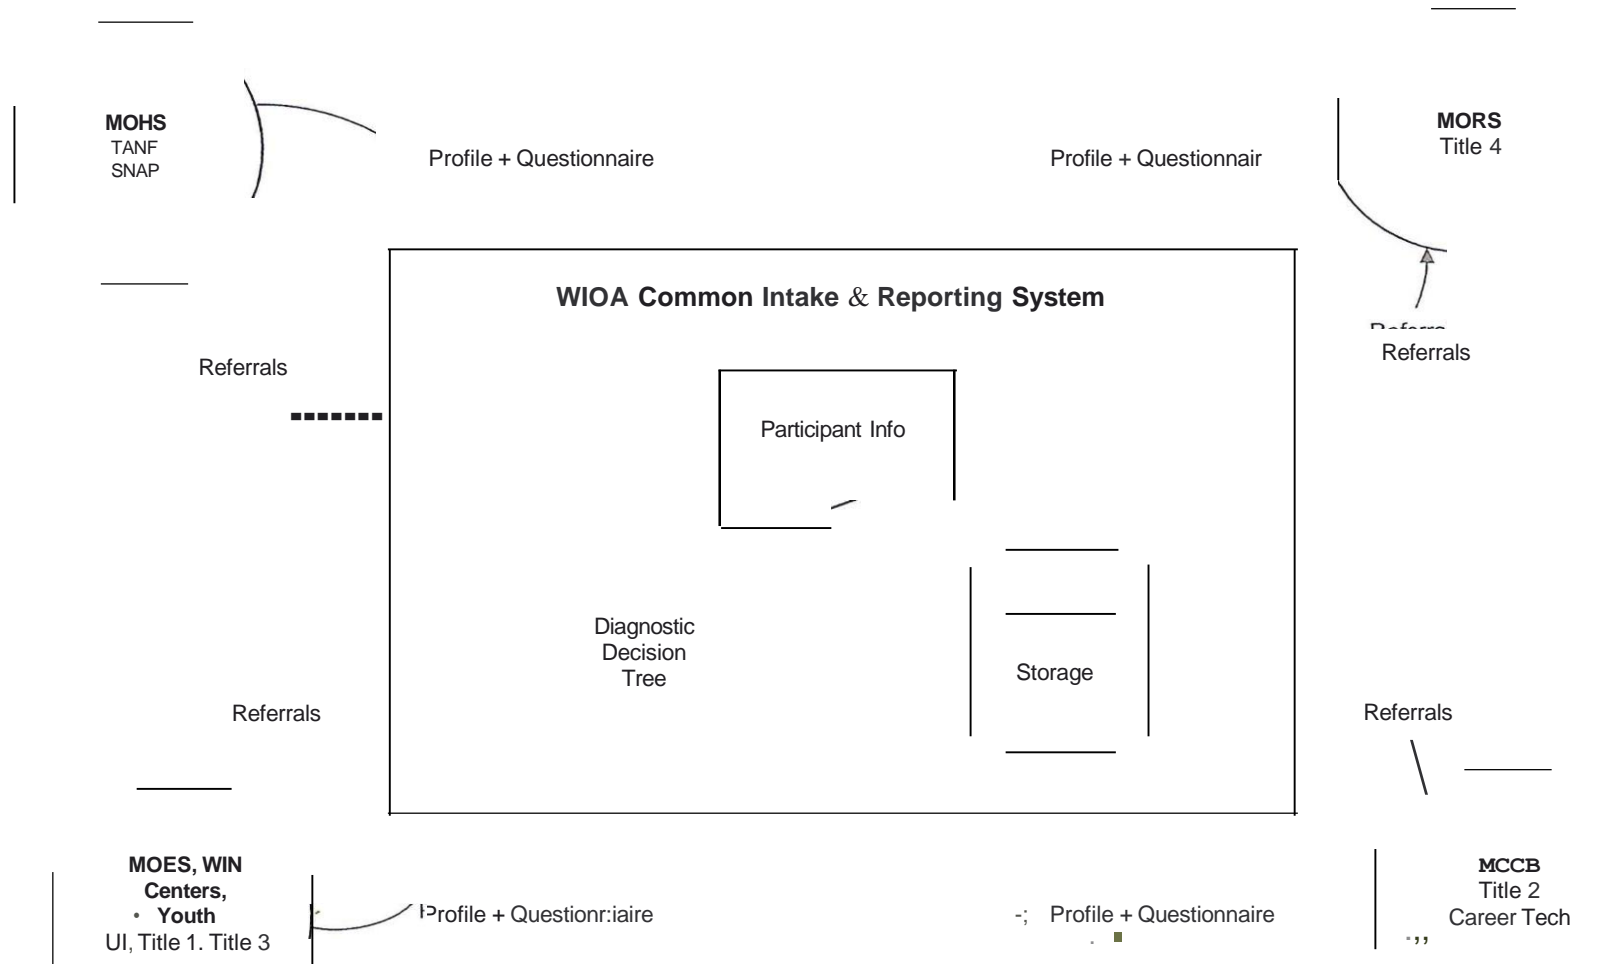 MOHS
TANF
SNAP
Profile + Questionnaire
Profile + Questionnair
MORS
Title 4
WIOA Common Intake & Reporting System
Referrals
Referrals
Participant Info
Diagnostic
Decision
Tree
Storage
Referrals
Referrals
MOES, WIN
Centers,
• Youth
UI, Title 1. Title 3
Profile + Questionr:iaire
-; Profile + Questionnaire
MCCB
Title 2
Career Tech